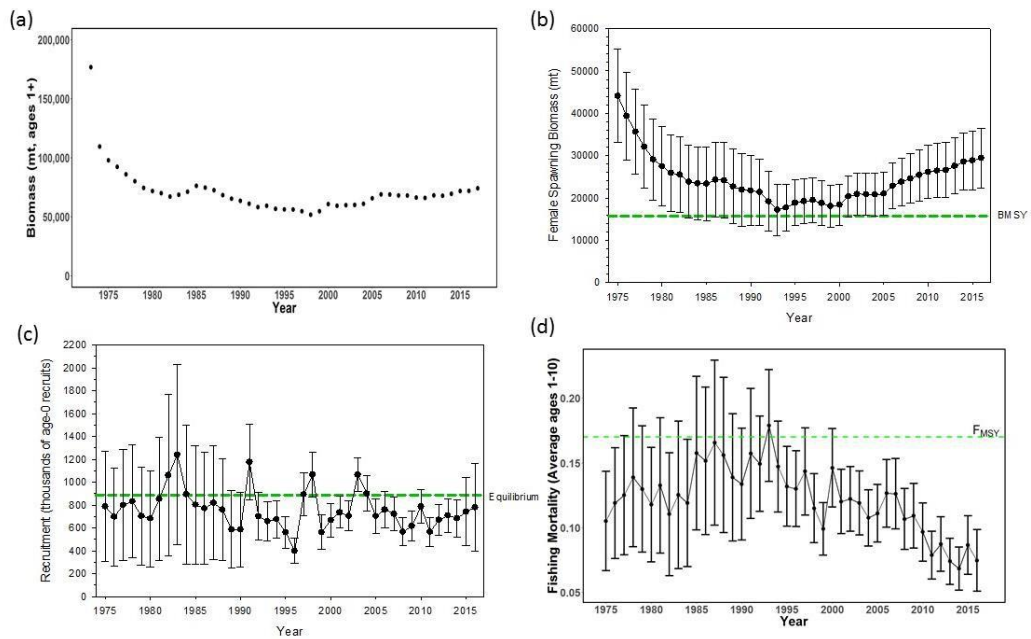 (a)
200,000
150,000
100,000
50,000
0
Biomass (mt, ages 1+)
1975 1980 1985 1990 1995 2000 2005 2010 2015
Year
(b)
60000
50000
40000
30000
20000
10000
0
Female Spawning Biomass (mt)
BMSY
1975 1980 1985 1990 1995 2000 2005 2010 2015
Year
(c)
2200
2000
1800
1600
1400
1200
1000
800
600
400
200
0
Recruitment (thousands of age-0 recruits)
Equilibrium
1975 1980 1985 1990 1995 2000 2005 2010 2015
Year
(d)
0.20
0.15
0.10
0.05
Fishing Mortality (Average ages 1-10)
FMSY
1975 1980 1985 1990 1995 2000 2005 2010 2015
Year